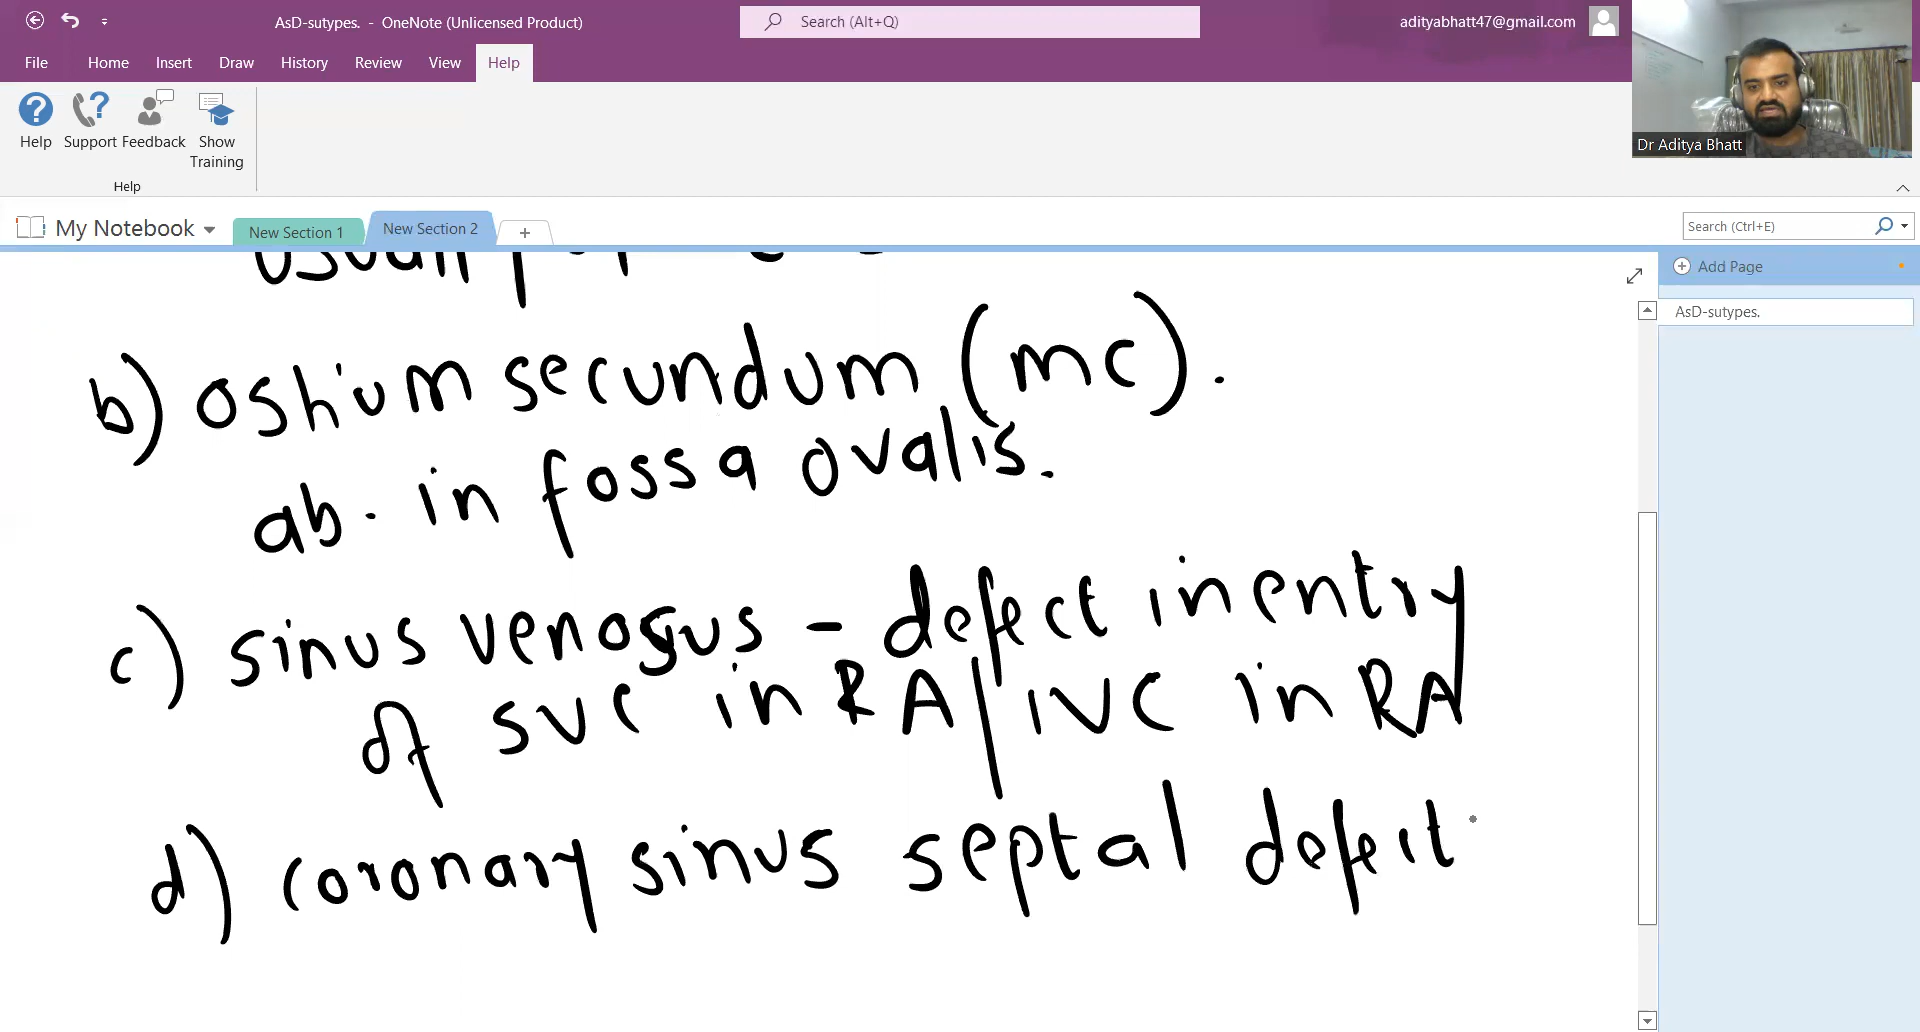 AsD-sutypes. - OneNote (Unlicensed Product)
Search (Alt+Q)
adityabhatt47@gmail.com
File Home Insert Draw History Review View Help
Help Support Feedback Show Training
Help
Dr Aditya Bhatt
My Notebook
New Section 1
New Section 2
+
Search (Ctrl+E)
Add Page
AsD-sutypes.
usually
b) oshium secundum (mc).
ab. in fossa ovalis.
c) sinus venosus - defect in entry
of SVC in RA/IVC in RA
d) coronary sinus septal defect